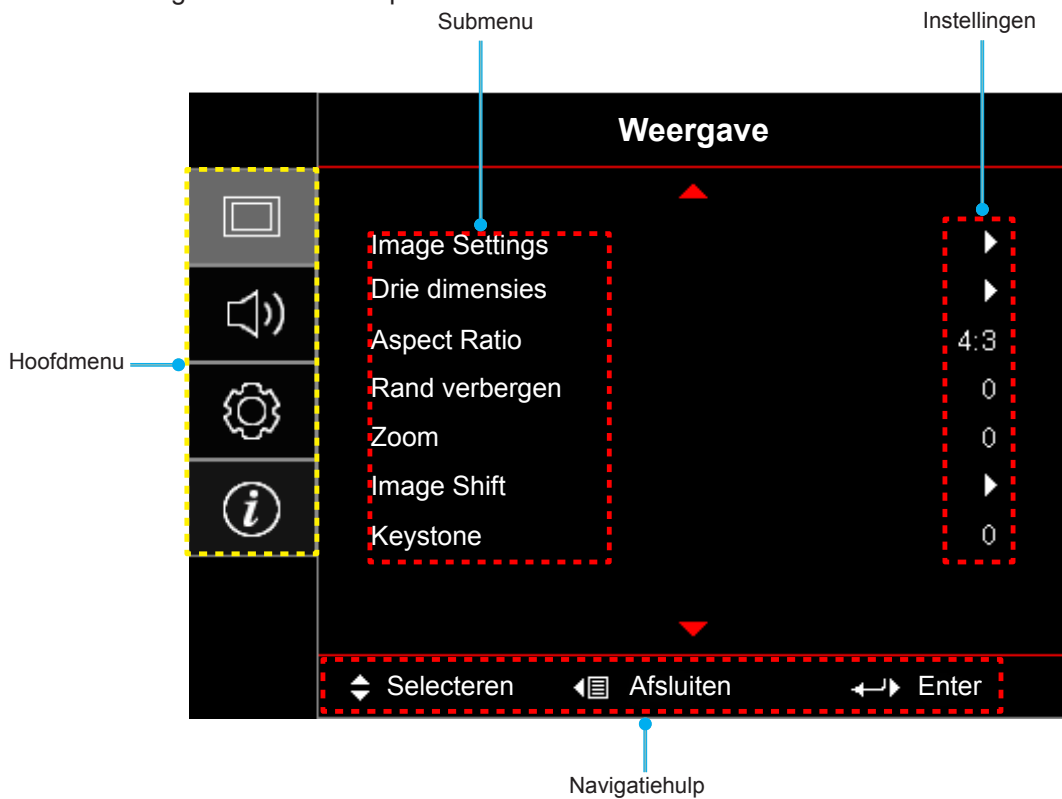 Submenu
Instellingen
Weergave
Image Settings
Drie dimensies
Aspect Ratio 4:3
Hoofdmenu
Rand verbergen 0
Zoom 0
Image Shift
Keystone 0
Selecteren Afsluiten Enter
Navigatiehulp